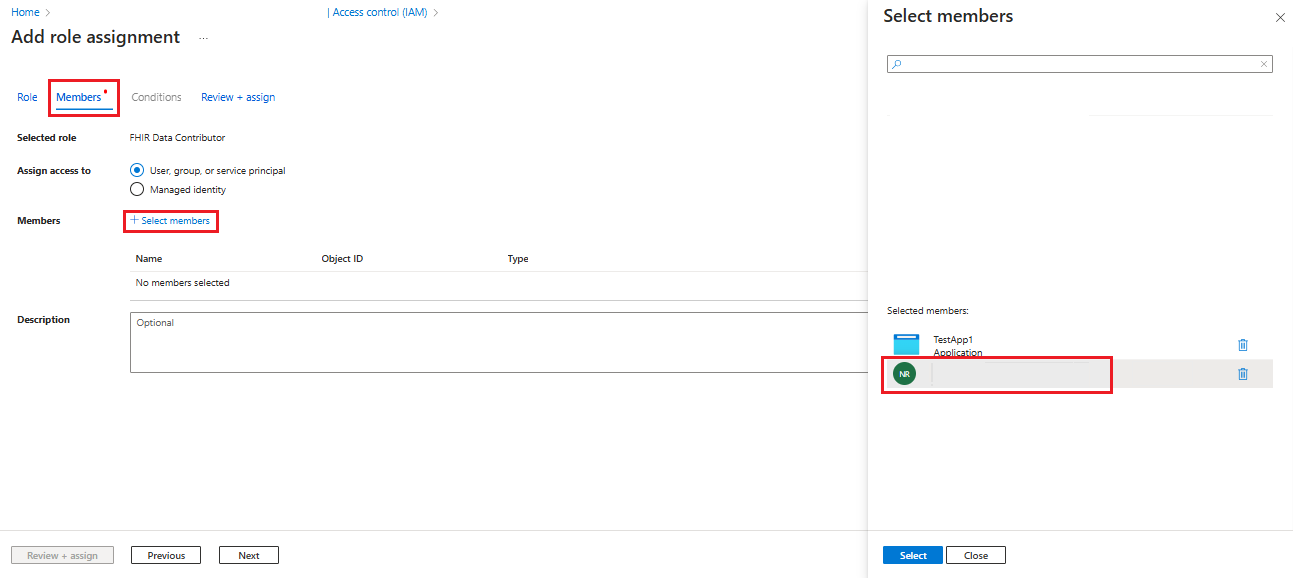 Home >
| Access control (IAM) >
Add role assignment ...
Role Members Conditions Review + assign
Selected role FHIR Data Contributor
Assign access to User, group, or service principal
Managed identity
Members + Select members
Name Object ID Type
No members selected
Description Optional
Review + assign Previous Next
Select members
Selected members:
TestApp1
Application
NR
Select Close